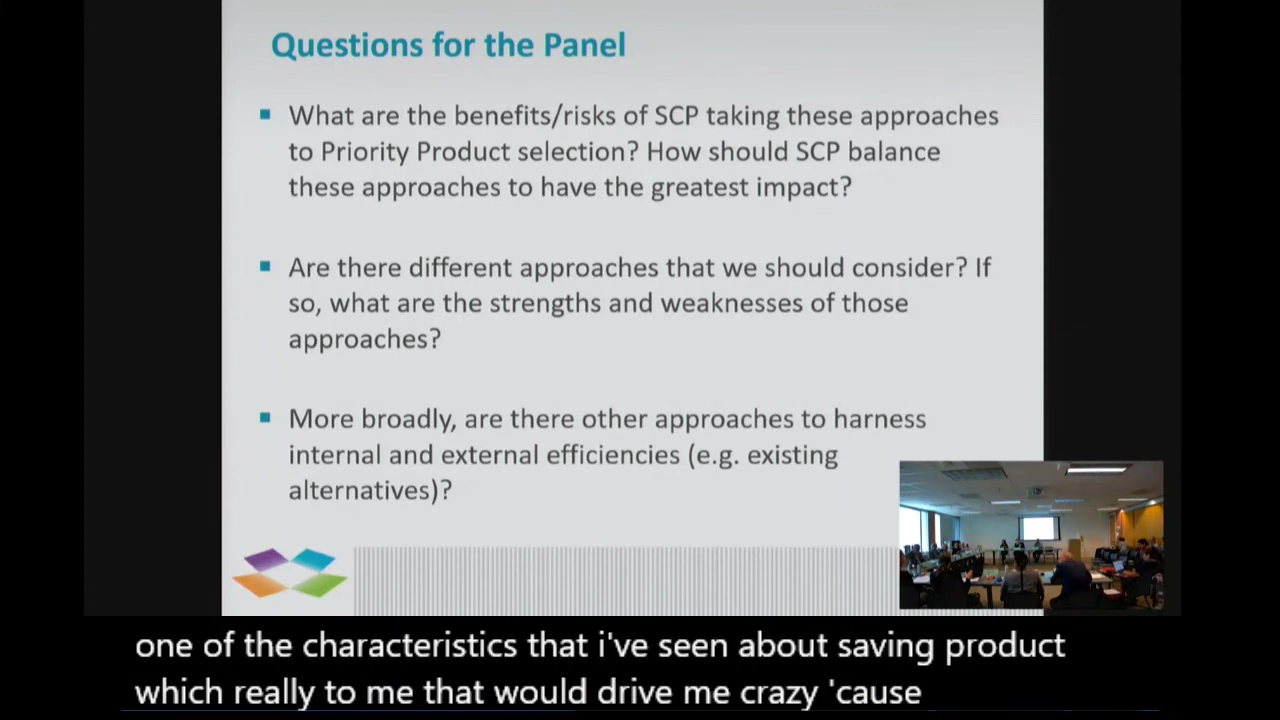 Questions for the Panel
What are the benefits/risks of SCP taking these approaches
to Priority Product selection? How should SCP balance
these approaches to have the greatest impact?
Are there different approaches that we should consider? If
so, what are the strengths and weaknesses of those
approaches?
More broadly, are there other approaches to harness
internal and external efficiencies (e.g. existing
alternatives)?
one of the characteristics that i've seen about saving product
which really to me that would drive me crazy 'cause